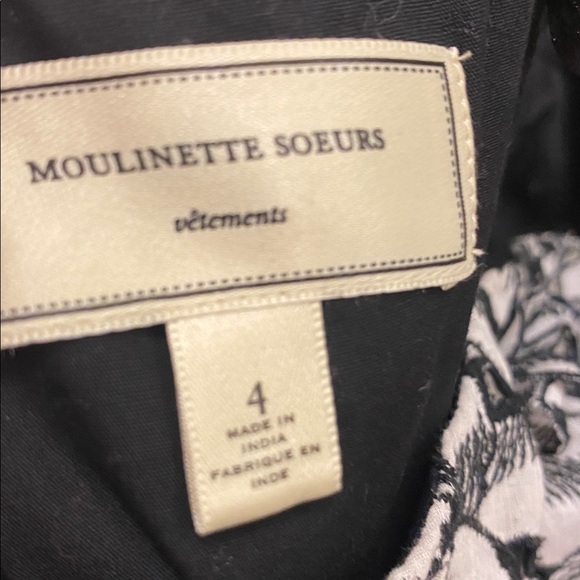 MOULINETTE SOEURS
vêtements
4
MADE IN
INDIA
FABRIQUE EN
INDE